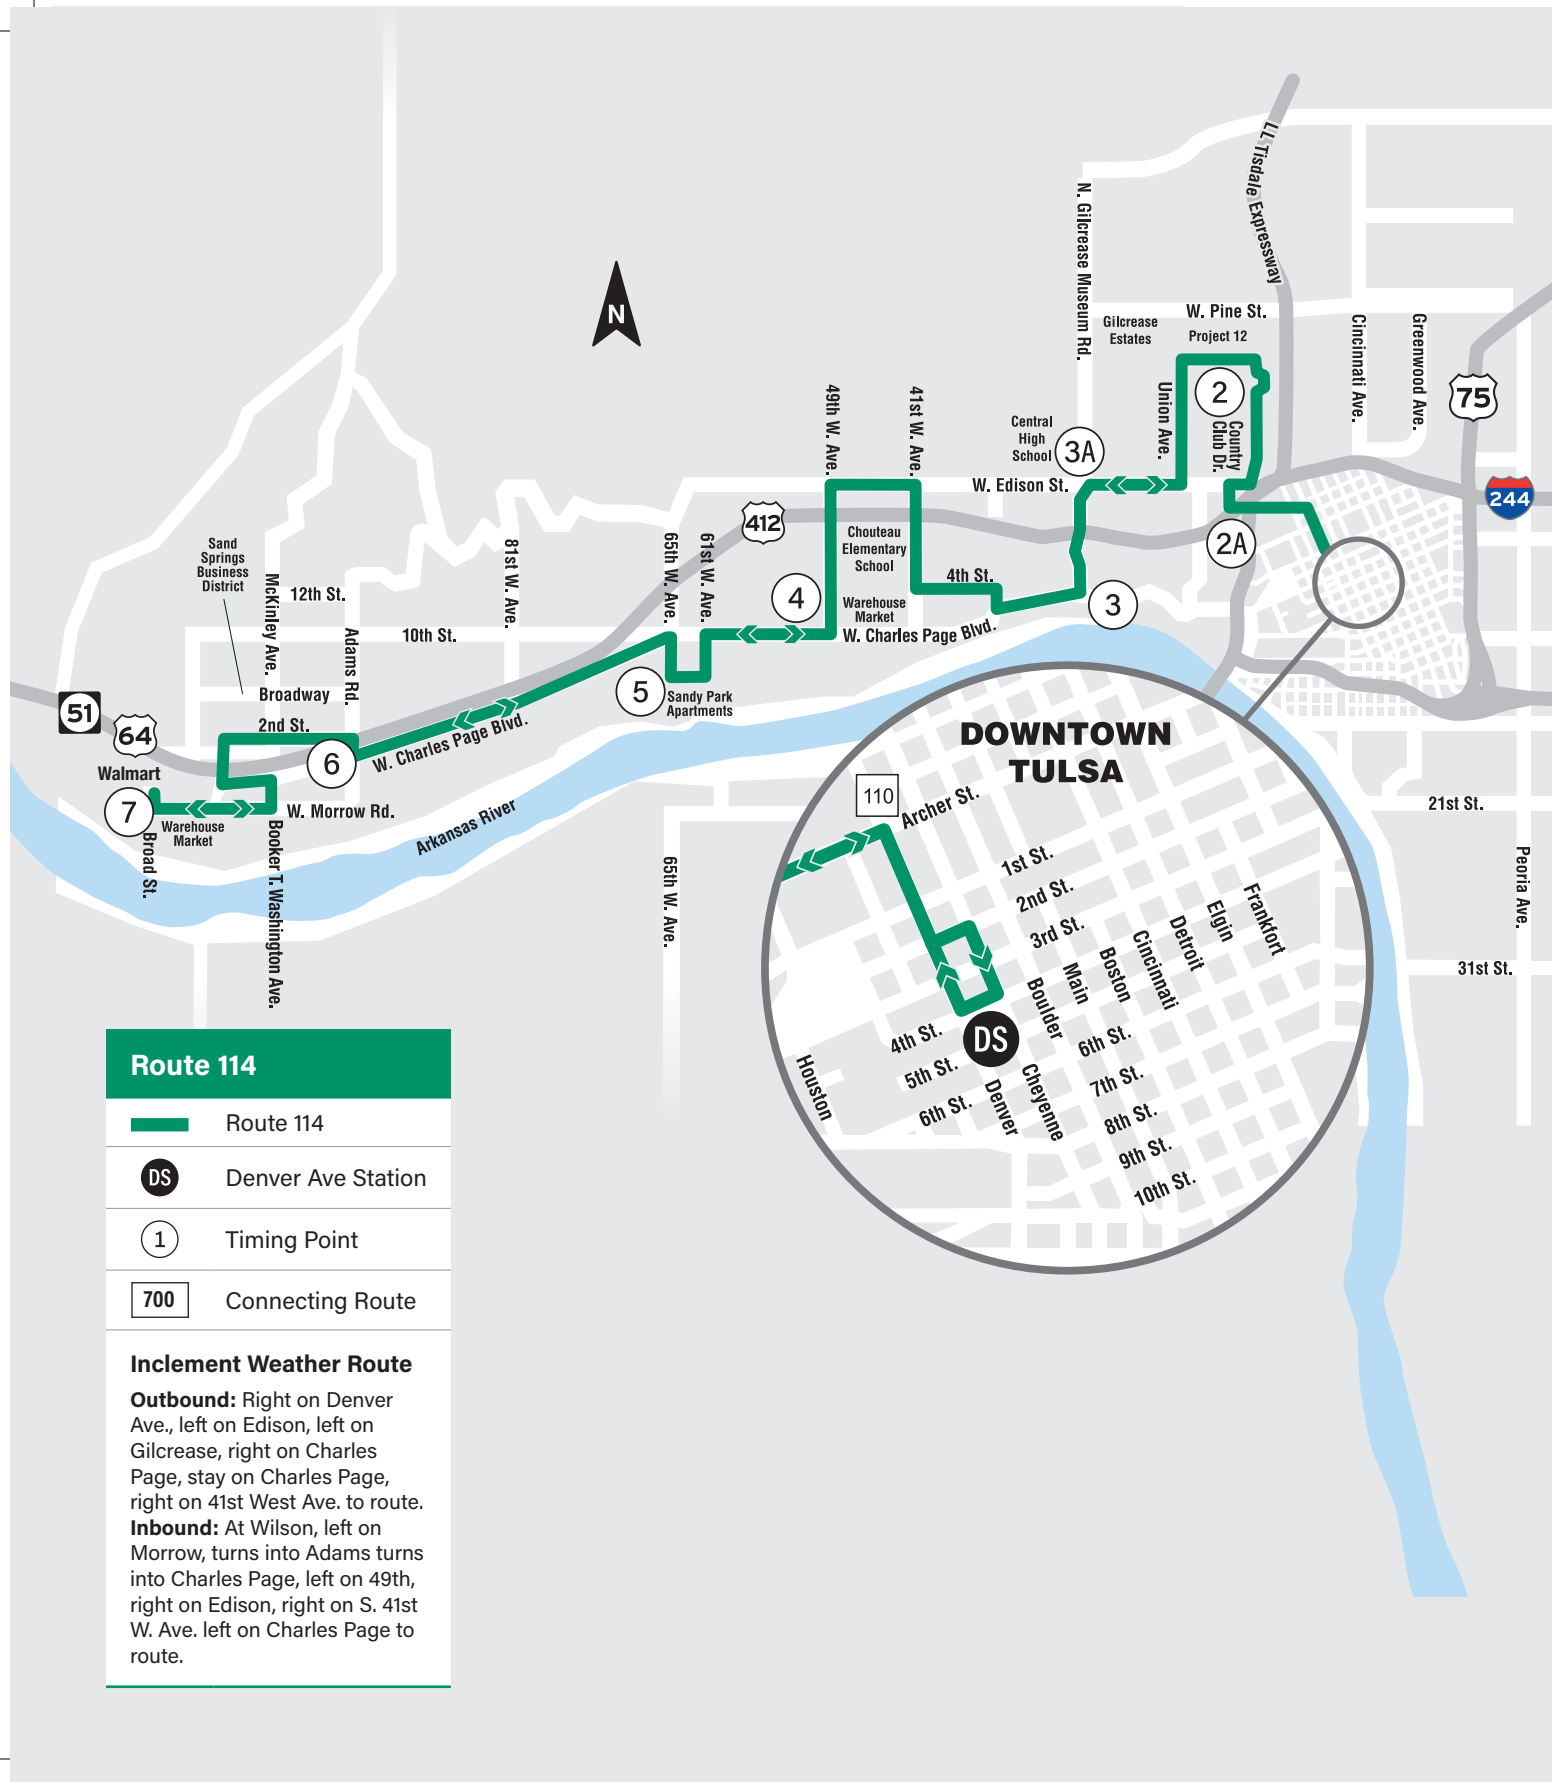 LL Tisdale Expressway
N. Gilcrease Museum Rd.
N
W. Pine St.
Gilcrease
Estates
Project 12
Cincinnati Ave.
Greenwood Ave.
75
2
Union Ave.
Country
Club Dr.
49th W. Ave.
41st W. Ave.
Central
High
School
3A
W. Edison St.
244
412
2A
Chouteau
Elementary
School
4th St.
3
4
Warehouse
Market
W. Charles Page Blvd.
Sand
Springs
Business
District
McKinley Ave.
12th St.
Adams Rd.
10th St.
81st W. Ave.
65th W. Ave.
61st W. Ave.
5
Sandy Park
Apartments
Broadway
2nd St.
51
64
6
W. Charles Page Blvd.
Walmart
7
Warehouse
Market
W. Morrow Rd.
Broad St.
Booker T. Washington Ave.
Arkansas River
65th W. Ave.
21st St.
Peoria Ave.
31st St.
DOWNTOWN
TULSA
110
Archer St.
1st St.
2nd St.
3rd St.
Frankfort
Elgin
Detroit
Cincinnati
Boston
Main
Boulder
4th St.
DS
5th St.
6th St.
Houston
Denver
Cheyenne
6th St.
7th St.
8th St.
9th St.
10th St.
Route 114
Route 114
DS Denver Ave Station
1 Timing Point
700 Connecting Route
Inclement Weather Route
Outbound: Right on Denver
Ave., left on Edison, left on
Gilcrease, right on Charles
Page, stay on Charles Page,
right on 41st West Ave. to route.
Inbound: At Wilson, left on
Morrow, turns into Adams turns
into Charles Page, left on 49th,
right on Edison, right on S. 41st
W. Ave. left on Charles Page to
route.